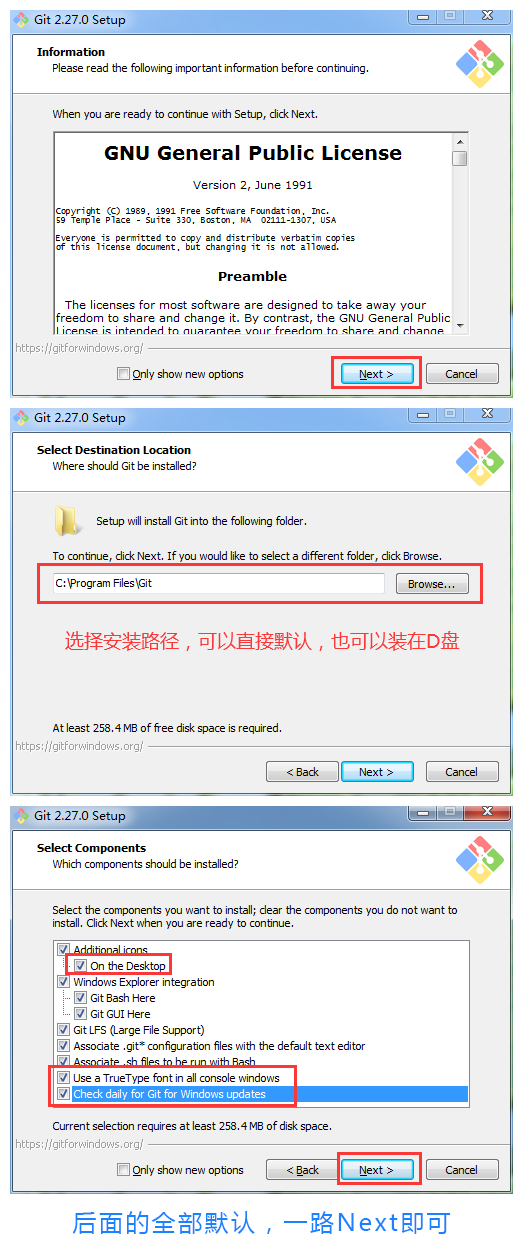 Git 2.27.0 Setup
Information
Please read the following important information before continuing.
When you are ready to continue with Setup, click Next.
GNU General Public License
Version 2, June 1991
Copyright (C) 1989, 1991 Free Software Foundation, Inc.
59 Temple Place - Suite 330, Boston, MA  02111-1307, USA
Everyone is permitted to copy and distribute verbatim copies
of this license document, but changing it is not allowed.
Preamble
The licenses for most software are designed to take away your
freedom to share and change it. By contrast, the GNU General Public
License is intended to guarantee your freedom to share and change
https://gitforwindows.org/
Only show new options
Next >
Cancel
Git 2.27.0 Setup
Select Destination Location
Where should Git be installed?
Setup will install Git into the following folder.
To continue, click Next. If you would like to select a different folder, click Browse.
C:\Program Files\Git
Browse...
选择安装路径，可以直接默认，也可以装在D盘
At least 258.4 MB of free disk space is required.
https://gitforwindows.org/
< Back
Next >
Cancel
Git 2.27.0 Setup
Select Components
Which components should be installed?
Select the components you want to install; clear the components you do not want to
install. Click Next when you are ready to continue.
Additional icons
On the Desktop
Windows Explorer integration
Git Bash Here
Git GUI Here
Git LFS (Large File Support)
Associate .git* configuration files with the default text editor
Associate .sh files to be run with Bash
Use a TrueType font in all console windows
Check daily for Git for Windows updates
Current selection requires at least 258.4 MB of disk space.
https://gitforwindows.org/
Only show new options
< Back
Next >
Cancel
后面的全部默认，一路Next即可